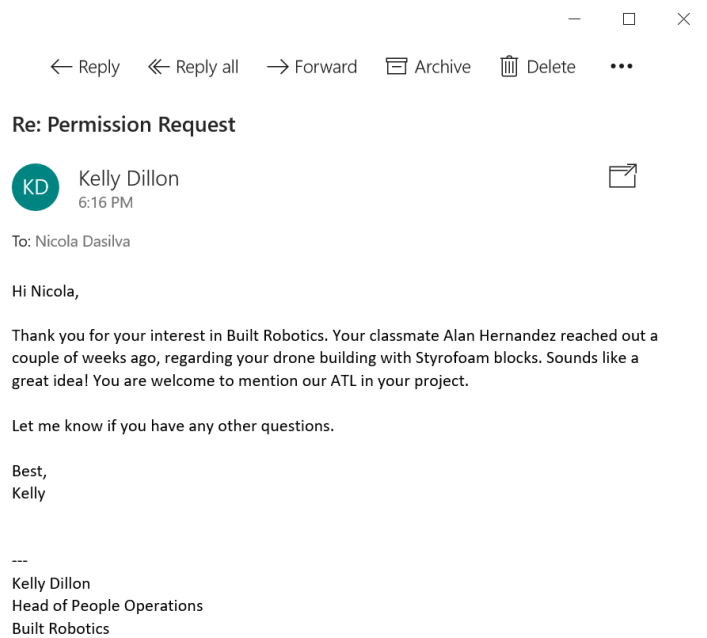 Reply Reply all Forward Archive Delete
Re: Permission Request
KD
Kelly Dillon
6:16 PM
To: Nicola Dasilva
Hi Nicola,
Thank you for your interest in Built Robotics. Your classmate Alan Hernandez reached out a
couple of weeks ago, regarding your drone building with Styrofoam blocks. Sounds like a
great idea! You are welcome to mention our ATL in your project.
Let me know if you have any other questions.
Best,
Kelly
---
Kelly Dillon
Head of People Operations
Built Robotics